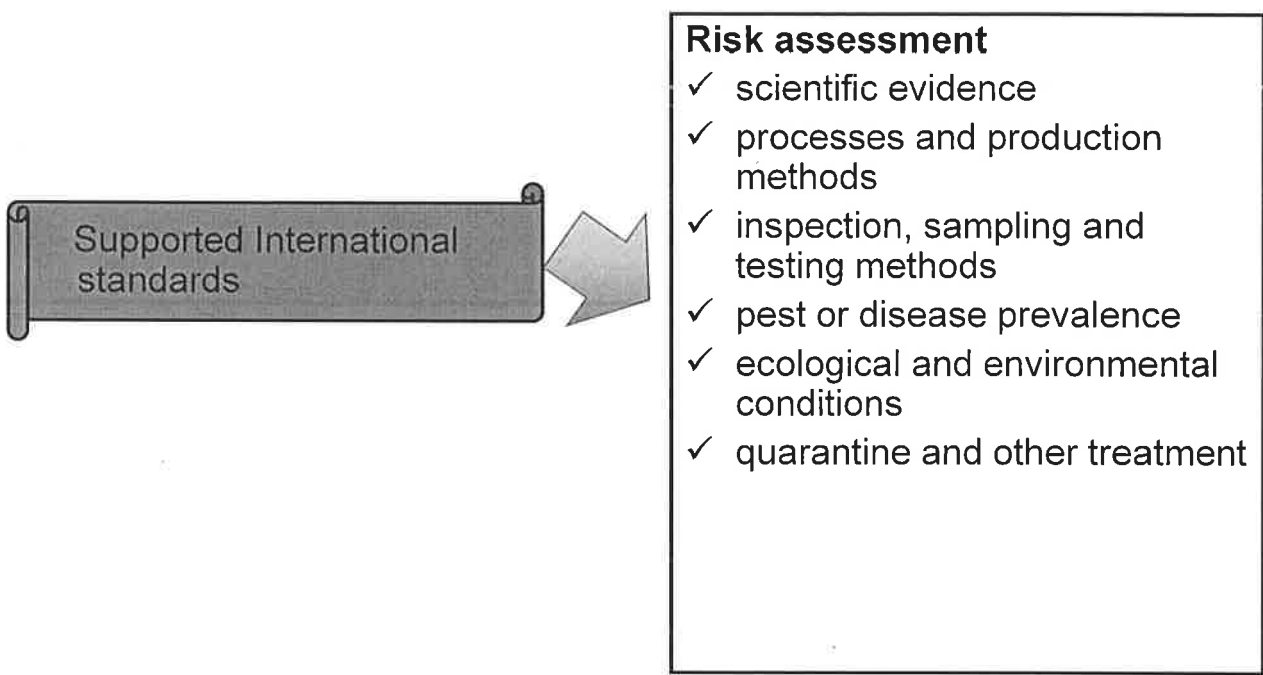 Supported International
standards
Risk assessment
✓ scientific evidence
✓ processes and production
methods
✓ inspection, sampling and
testing methods
✓ pest or disease prevalence
✓ ecological and environmental
conditions
✓ quarantine and other treatment